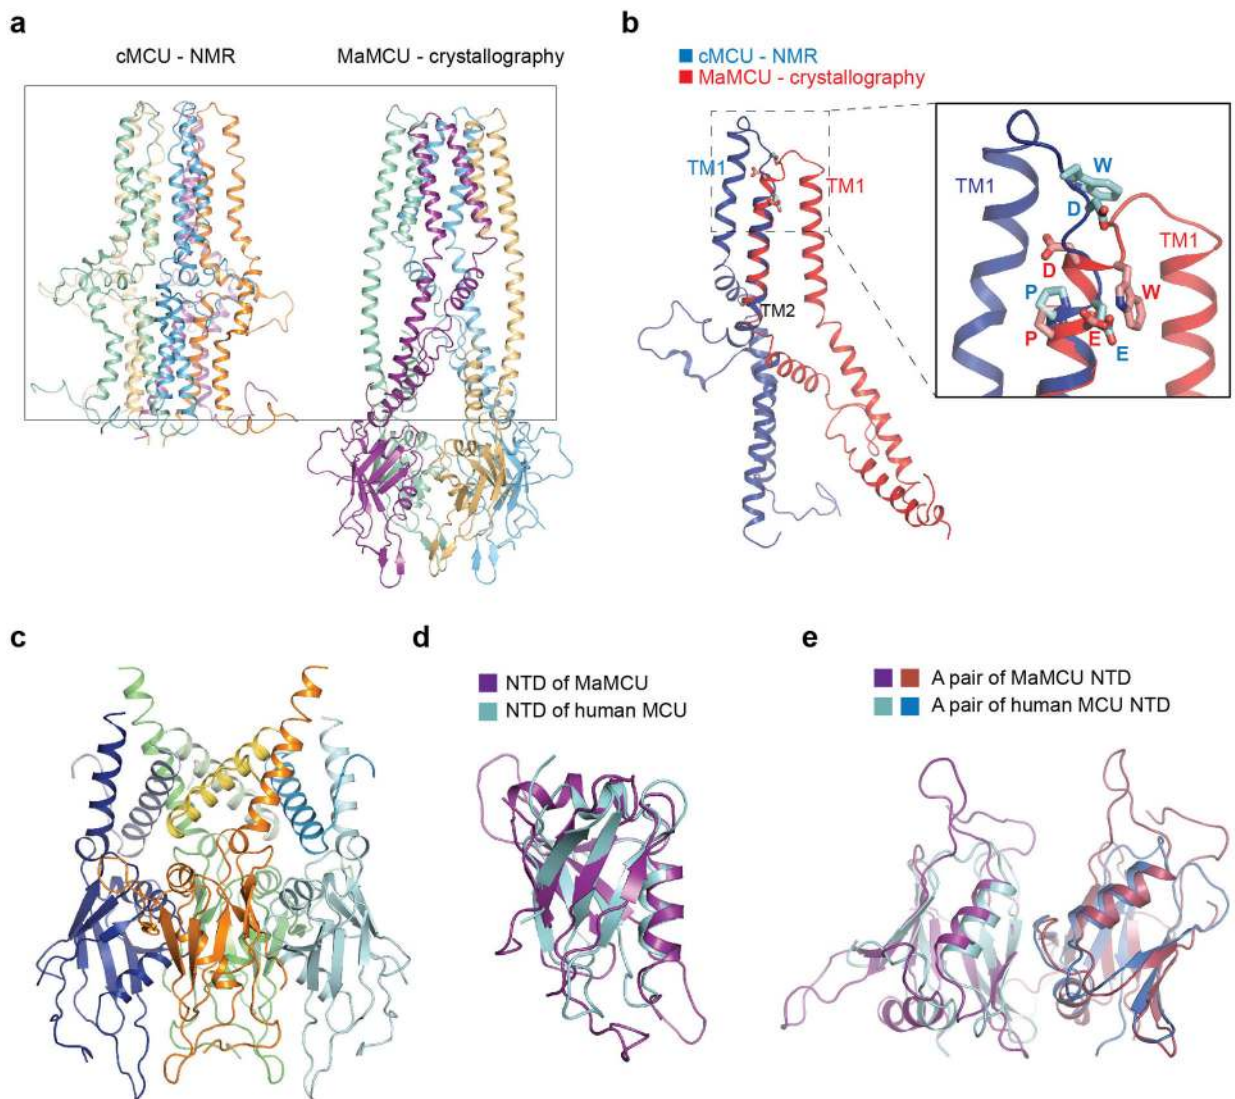 a
cMCU - NMR
MaMCU - crystallography
b
cMCU - NMR
MaMCU - crystallography
TM1
TM1
TM2
TM1
W
D
TM1
D
P
W
P
E
E
c
d
NTD of MaMCU
NTD of human MCU
e
A pair of MaMCU NTD
A pair of human MCU NTD